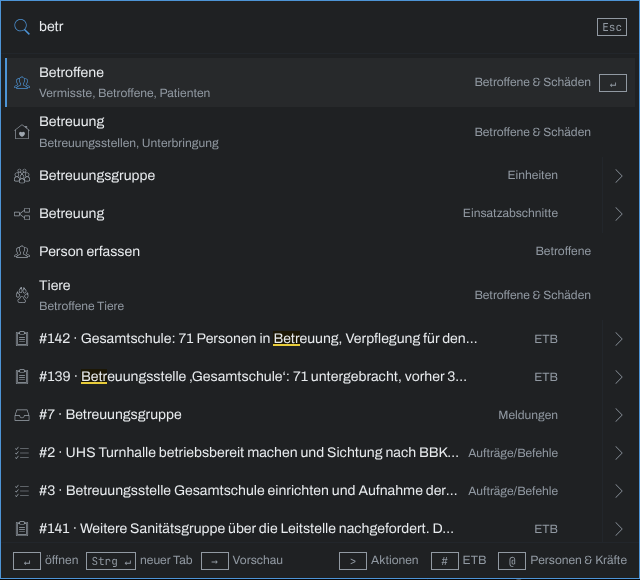 betr
Esc
Betroffene
Vermisste, Betroffene, Patienten
Betroffene & Schäden
↵
Betreuung
Betreuungsstellen, Unterbringung
Betroffene & Schäden
Betreuungsgruppe
Einheiten
Betreuung
Einsatzabschnitte
Person erfassen
Betroffene
Tiere
Betroffene Tiere
Betroffene & Schäden
#142 · Gesamtschule: 71 Personen in Betreuung, Verpflegung für den…
ETB
#139 · Betreuungsstelle ‚Gesamtschule‘: 71 untergebracht, vorher 3…
ETB
#7 · Betreuungsgruppe
Meldungen
#2 · UHS Turnhalle betriebsbereit machen und Sichtung nach BBK…
Aufträge/Befehle
#3 · Betreuungsstelle Gesamtschule einrichten und Aufnahme der…
Aufträge/Befehle
#141 · Weitere Sanitätsgruppe über die Leitstelle nachgefordert. D…
ETB
↵ öffnen Strg ↵ neuer Tab → Vorschau > Aktionen # ETB @ Personen & Kräfte